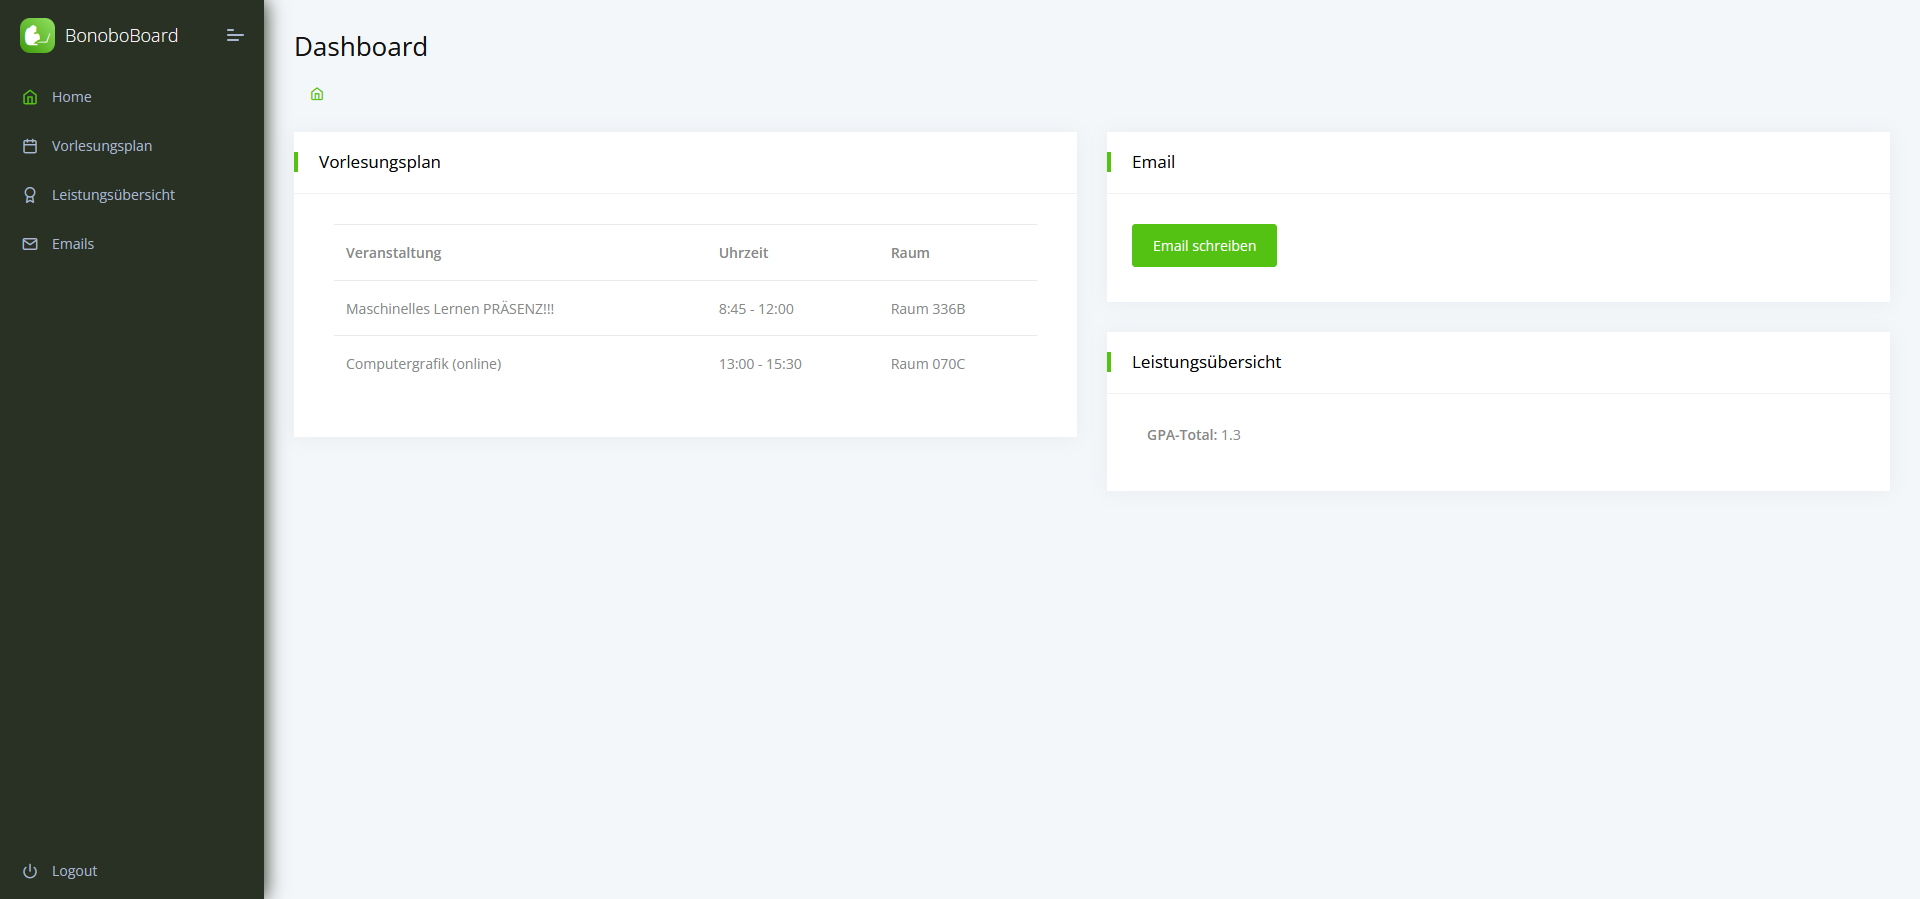 BonoboBoard
Home
Vorlesungsplan
Leistungsübersicht
Emails
Logout
Dashboard
Vorlesungsplan
Veranstaltung Uhrzeit Raum
Maschinelles Lernen PRÄSENZ!!! 8:45 - 12:00 Raum 336B
Computergrafik (online) 13:00 - 15:30 Raum 070C
Email
Email schreiben
Leistungsübersicht
GPA-Total: 1.3